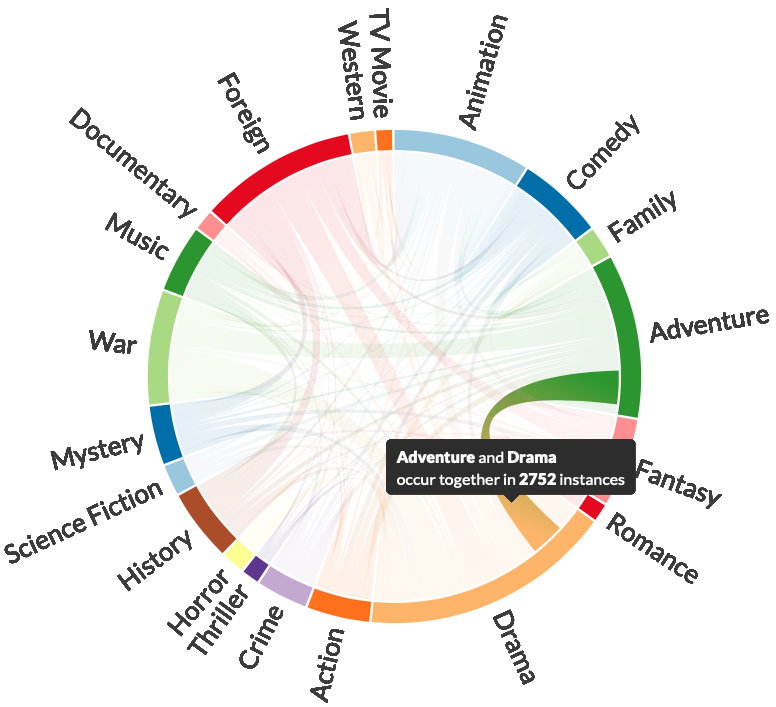 TV Movie
Animation
Comedy
Family
Adventure
Fantasy
Romance
Drama
Action
Crime
Thriller
Horror
History
Science Fiction
Mystery
War
Music
Documentary
Foreign
Western
Adventure and Drama
occur together in 2752 instances